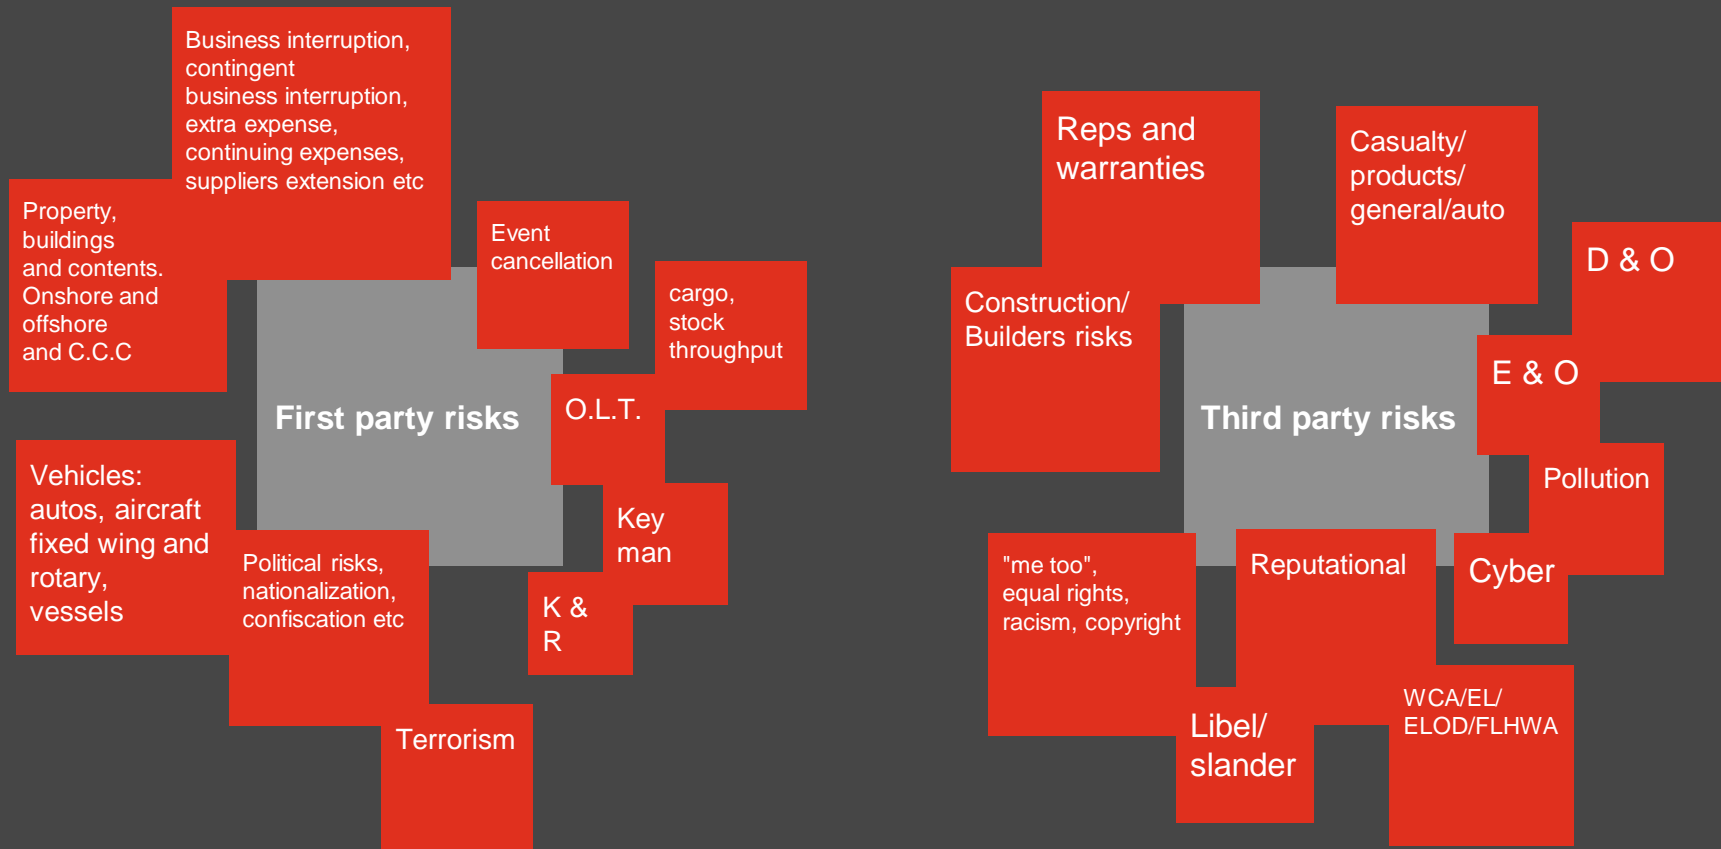 Business interruption,
contingent
business interruption,
extra expense,
continuing expenses,
suppliers extension etc
Property,
buildings
and contents.
Onshore and
offshore
and C.C.C
Event
cancellation
cargo,
stock
throughput
First party risks
O.L.T.
Vehicles:
autos, aircraft
fixed wing and
rotary,
vessels
Key
man
Political risks,
nationalization,
confiscation etc
K &
R
Terrorism
Reps and
warranties
Casualty/
products/
general/auto
D & O
Construction/
Builders risks
E & O
Third party risks
Pollution
"me too",
equal rights,
racism, copyright
Reputational
Cyber
Libel/
slander
WCA/EL/
ELOD/FLHWA